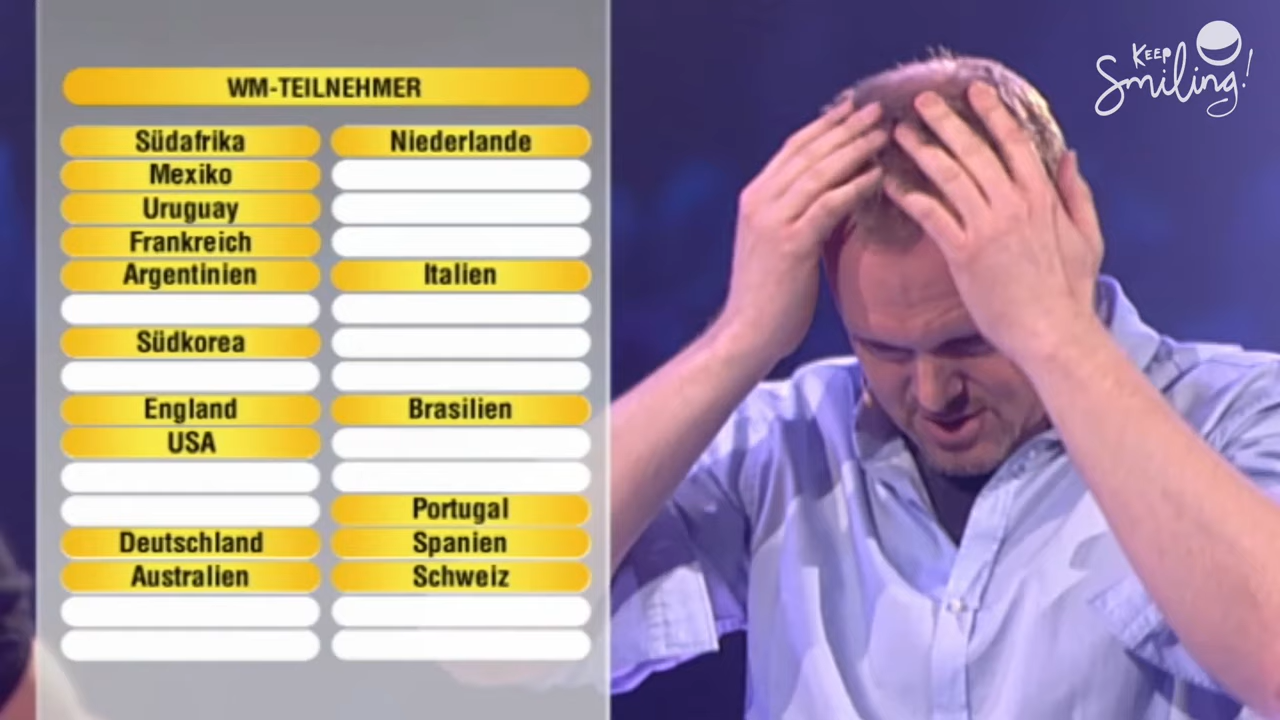 WM-TEILNEHMER
Südafrika
Mexiko
Uruguay
Frankreich
Argentinien
Südkorea
England
USA
Deutschland
Australien
Niederlande
Italien
Brasilien
Portugal
Spanien
Schweiz
KEEP
Smiling!